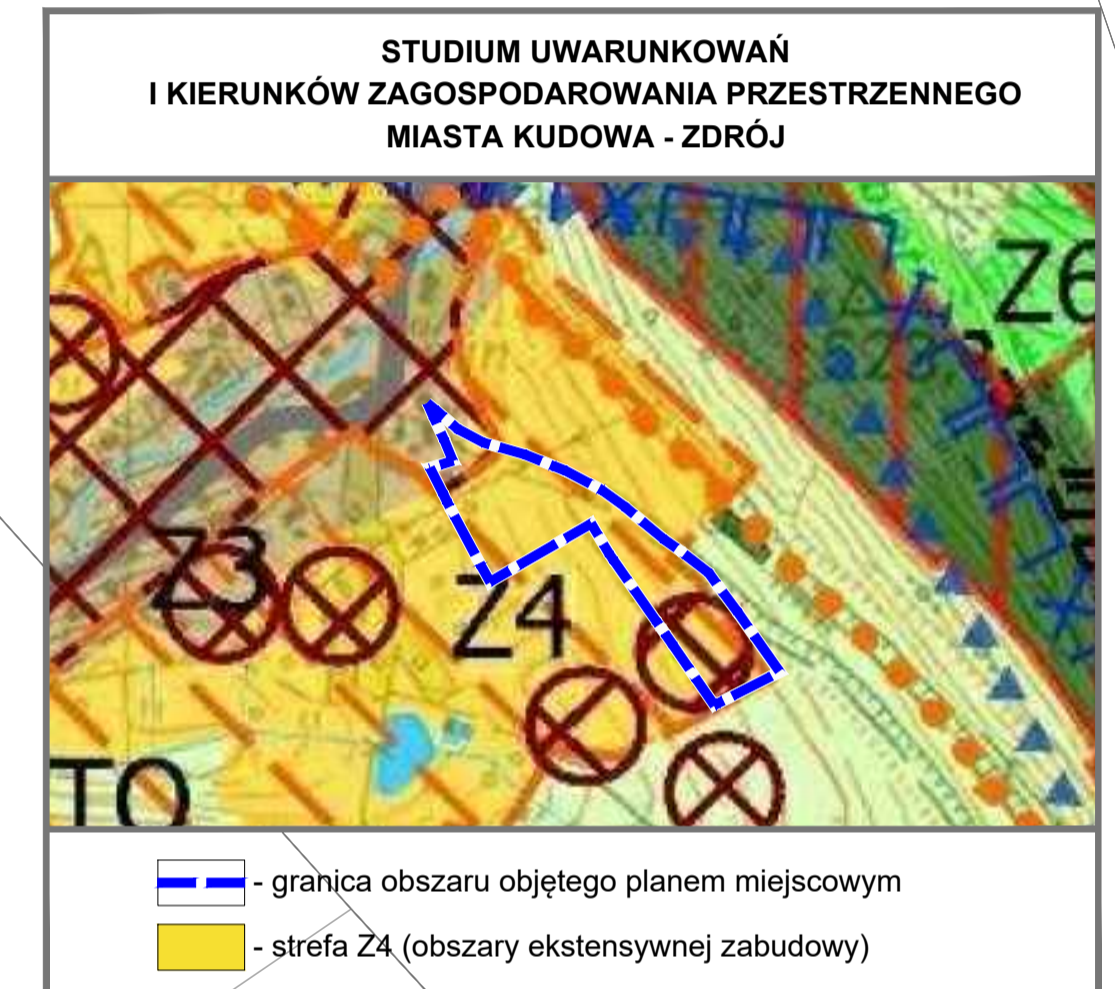 STUDIUM UWARUNKOWAŃ
I KIERUNKÓW ZAGOSPODAROWANIA PRZESTRZENNEGO
MIASTA KUDOWA - ZDRÓJ
Z6
Z3
Z4
TO
- granica obszaru objętego planem miejscowym
- strefa Z4 (obszary ekstensywnej zabudowy)